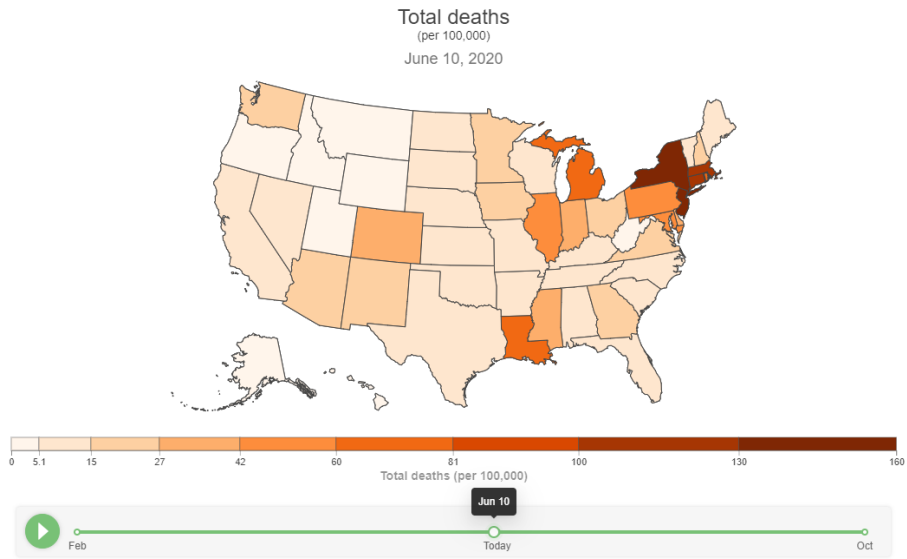 Total deaths
(per 100,000)
June 10, 2020
0 5.1 15 27 42 60 81 100 130 160
Total deaths (per 100,000)
Jun 10
Feb Today Oct